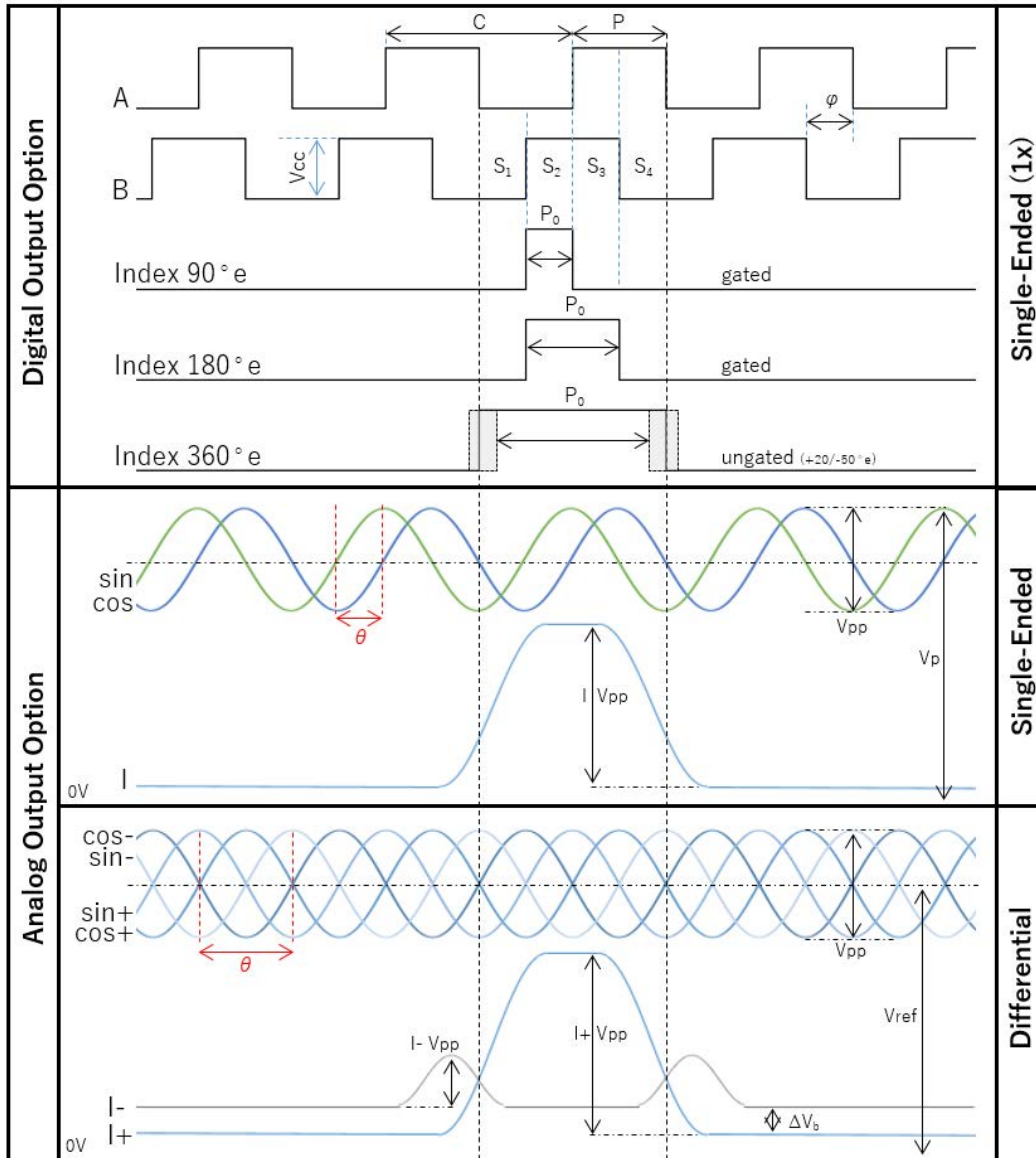 Digital Output Option
C
P
A
φ
Vcc
S₁
S₂
S₃
S₄
B
P₀
Index 90°e
gated
P₀
Index 180°e
gated
P₀
Index 360°e
ungated (+20/-50°e)
Single-Ended (1x)
Analog Output Option
sin
cos
θ
Vpp
Vp
I Vpp
I
0V
Single-Ended
cos-
sin-
sin+
cos+
θ
Vpp
Vref
I- Vpp
I+ Vpp
I-
I+
0V
ΔVb
Differential